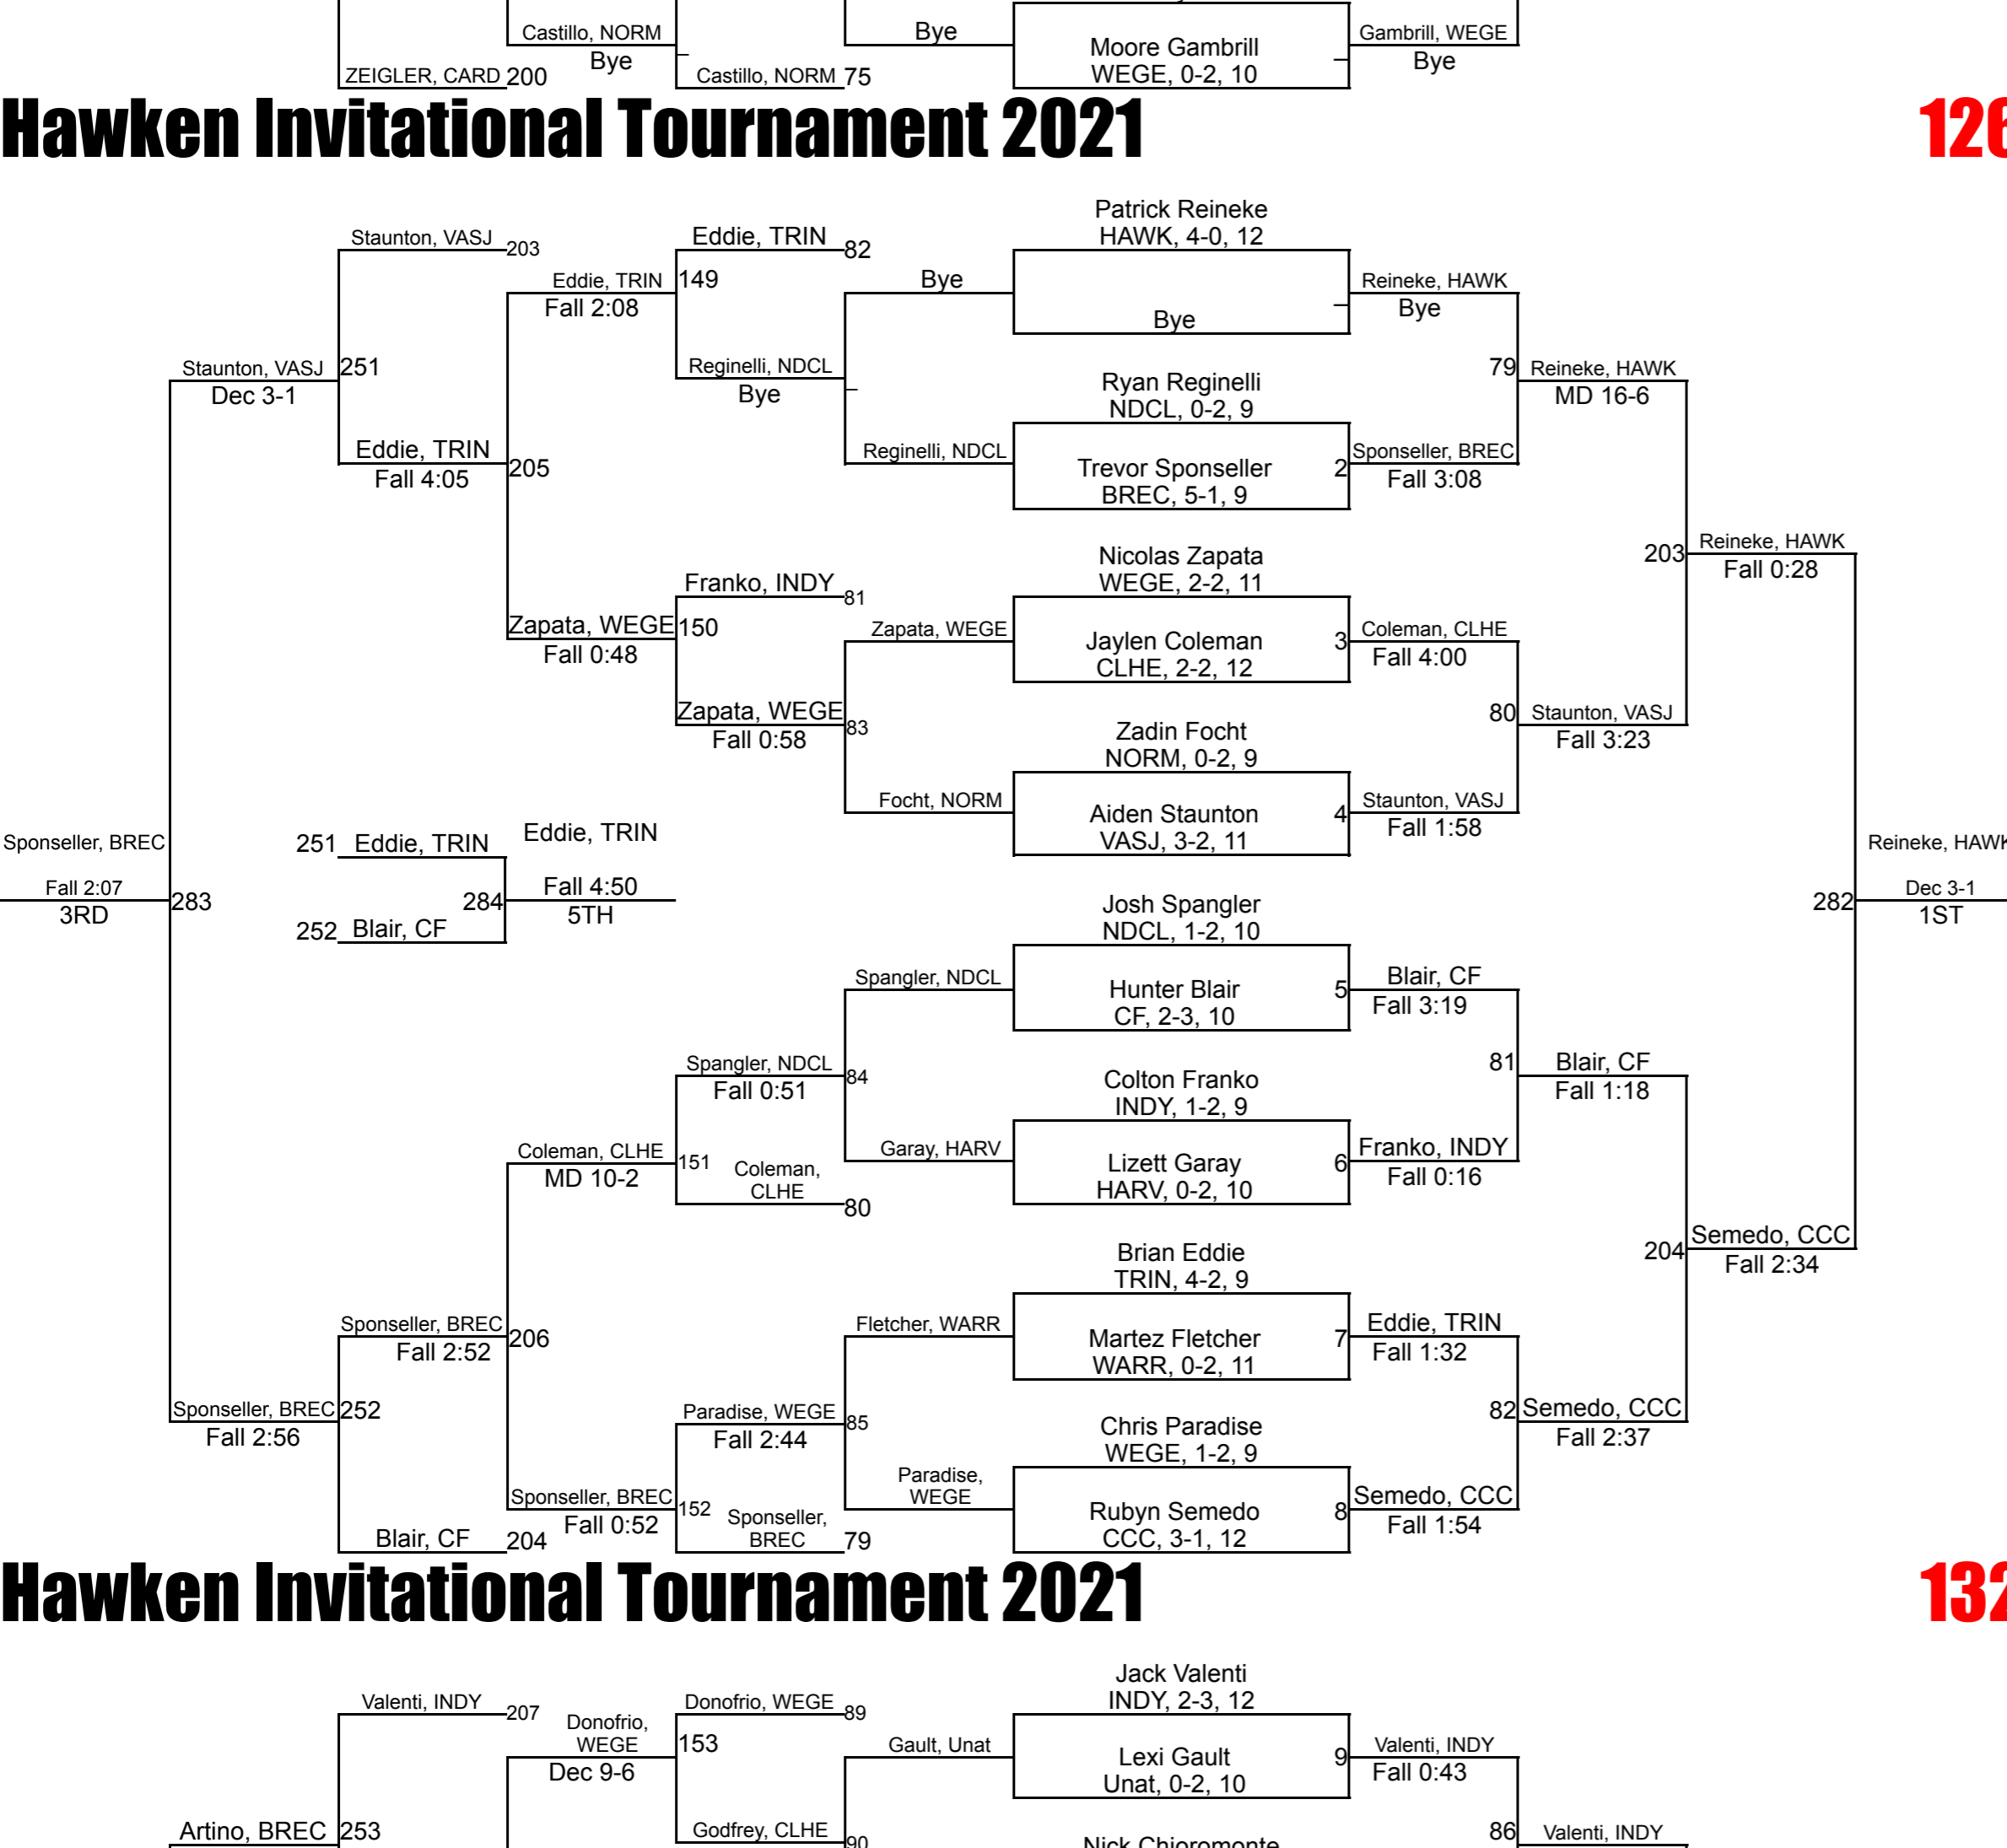 Castillo, NORM
Bye
ZEIGLER, CARD 200
Castillo, NORM 75
Bye
Moore Gambrill
WEGE, 0-2, 10
Gambrill, WEGE
Bye
Hawken Invitational Tournament 2021
126
Staunton, VASJ 203
Eddie, TRIN 149
Fall 2:08
Eddie, TRIN 82
Bye
Patrick Reineke
HAWK, 4-0, 12
Bye
Reineke, HAWK
Bye
Staunton, VASJ 251
Dec 3-1
Reginelli, NDCL
Bye
Ryan Reginelli
NDCL, 0-2, 9
79 Reineke, HAWK
MD 16-6
Eddie, TRIN 205
Fall 4:05
Reginelli, NDCL
Trevor Sponseller 2
BREC, 5-1, 9
Sponseller, BREC
Fall 3:08
Nicolas Zapata
WEGE, 2-2, 11
203 Reineke, HAWK
Fall 0:28
Franko, INDY 81
Zapata, WEGE 150
Fall 0:48
Zapata, WEGE
Jaylen Coleman 3
CLHE, 2-2, 12
Coleman, CLHE
Fall 4:00
Zapata, WEGE 83
Fall 0:58
Zadin Focht
NORM, 0-2, 9
80 Staunton, VASJ
Fall 3:23
Focht, NORM
Aiden Staunton 4
VASJ, 3-2, 11
Staunton, VASJ
Fall 1:58
Sponseller, BREC
Fall 2:07
3RD
283
251 Eddie, TRIN
284
252 Blair, CF
Eddie, TRIN
Fall 4:50
5TH
282
Reineke, HAWK
Dec 3-1
1ST
Josh Spangler
NDCL, 1-2, 10
Spangler, NDCL
Hunter Blair 5
CF, 2-3, 10
Blair, CF
Fall 3:19
Spangler, NDCL 84
Fall 0:51
Colton Franko
INDY, 1-2, 9
81 Blair, CF
Fall 1:18
Coleman, CLHE 151
MD 10-2
Coleman,
CLHE
80
Garay, HARV
Lizett Garay 6
HARV, 0-2, 10
Franko, INDY
Fall 0:16
Brian Eddie
TRIN, 4-2, 9
204 Semedo, CCC
Fall 2:34
Sponseller, BREC 206
Fall 2:52
Fletcher, WARR
Martez Fletcher 7
WARR, 0-2, 11
Eddie, TRIN
Fall 1:32
Sponseller, BREC 252
Fall 2:56
Paradise, WEGE 85
Fall 2:44
Chris Paradise
WEGE, 1-2, 9
82 Semedo, CCC
Fall 2:37
Sponseller, BREC 152
Fall 0:52
Sponseller,
BREC 79
Paradise,
WEGE
Rubyn Semedo 8
CCC, 3-1, 12
Semedo, CCC
Fall 1:54
Blair, CF 204
Hawken Invitational Tournament 2021
132
Valenti, INDY 207
Donofrio,
WEGE 153
Dec 9-6
Donofrio, WEGE 89
Gault, Unat
Jack Valenti
INDY, 2-3, 12
Lexi Gault 9
Unat, 0-2, 10
Valenti, INDY
Fall 0:43
Artino, BREC 253
Godfrey, CLHE 90
Nick Chioromonte
86 Valenti, INDY